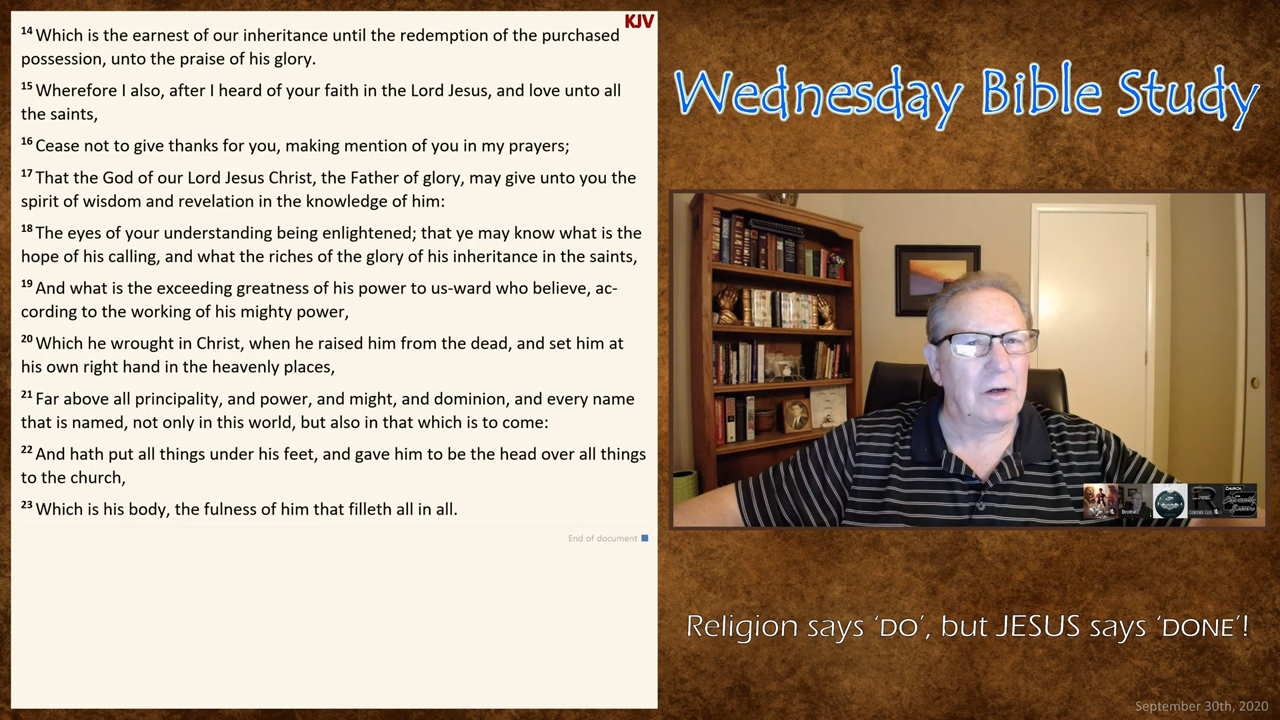 KJV
14 Which is the earnest of our inheritance until the redemption of the purchased
possession, unto the praise of his glory.
15 Wherefore I also, after I heard of your faith in the Lord Jesus, and love unto all
the saints,
16 Cease not to give thanks for you, making mention of you in my prayers;
17 That the God of our Lord Jesus Christ, the Father of glory, may give unto you the
spirit of wisdom and revelation in the knowledge of him:
18 The eyes of your understanding being enlightened; that ye may know what is the
hope of his calling, and what the riches of the glory of his inheritance in the saints,
19 And what is the exceeding greatness of his power to us-ward who believe, ac-
cording to the working of his mighty power,
20 Which he wrought in Christ, when he raised him from the dead, and set him at
his own right hand in the heavenly places,
21 Far above all principality, and power, and might, and dominion, and every name
that is named, not only in this world, but also in that which is to come:
22 And hath put all things under his feet, and gave him to be the head over all things
to the church,
23 Which is his body, the fulness of him that filleth all in all.
End of document
Wednesday Bible Study
Brothe...
CHURCH
Religion says ‘DO’, but JESUS says ‘DONE’!
September 30th, 2020